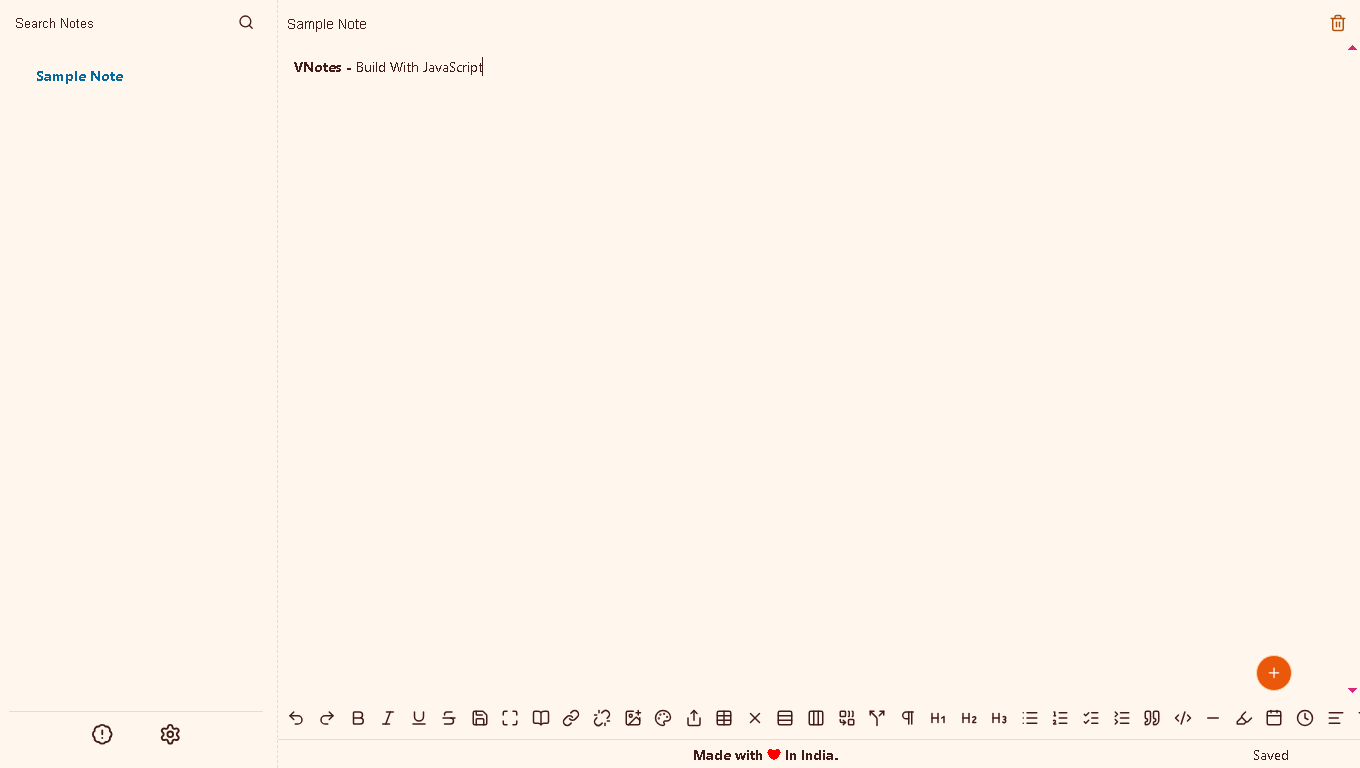 Search Notes
Sample Note
Sample Note
VNotes - Build With JavaScript
H1 H2 H3
Made with ❤ In India.
Saved